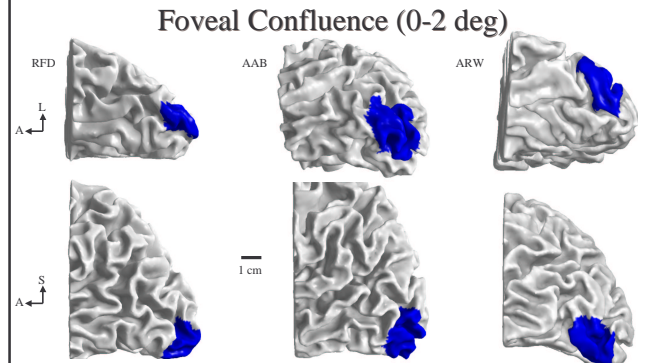 Foveal Confluence (0-2 deg)
RFD
AAB
ARW
L
A
1 cm
S
A